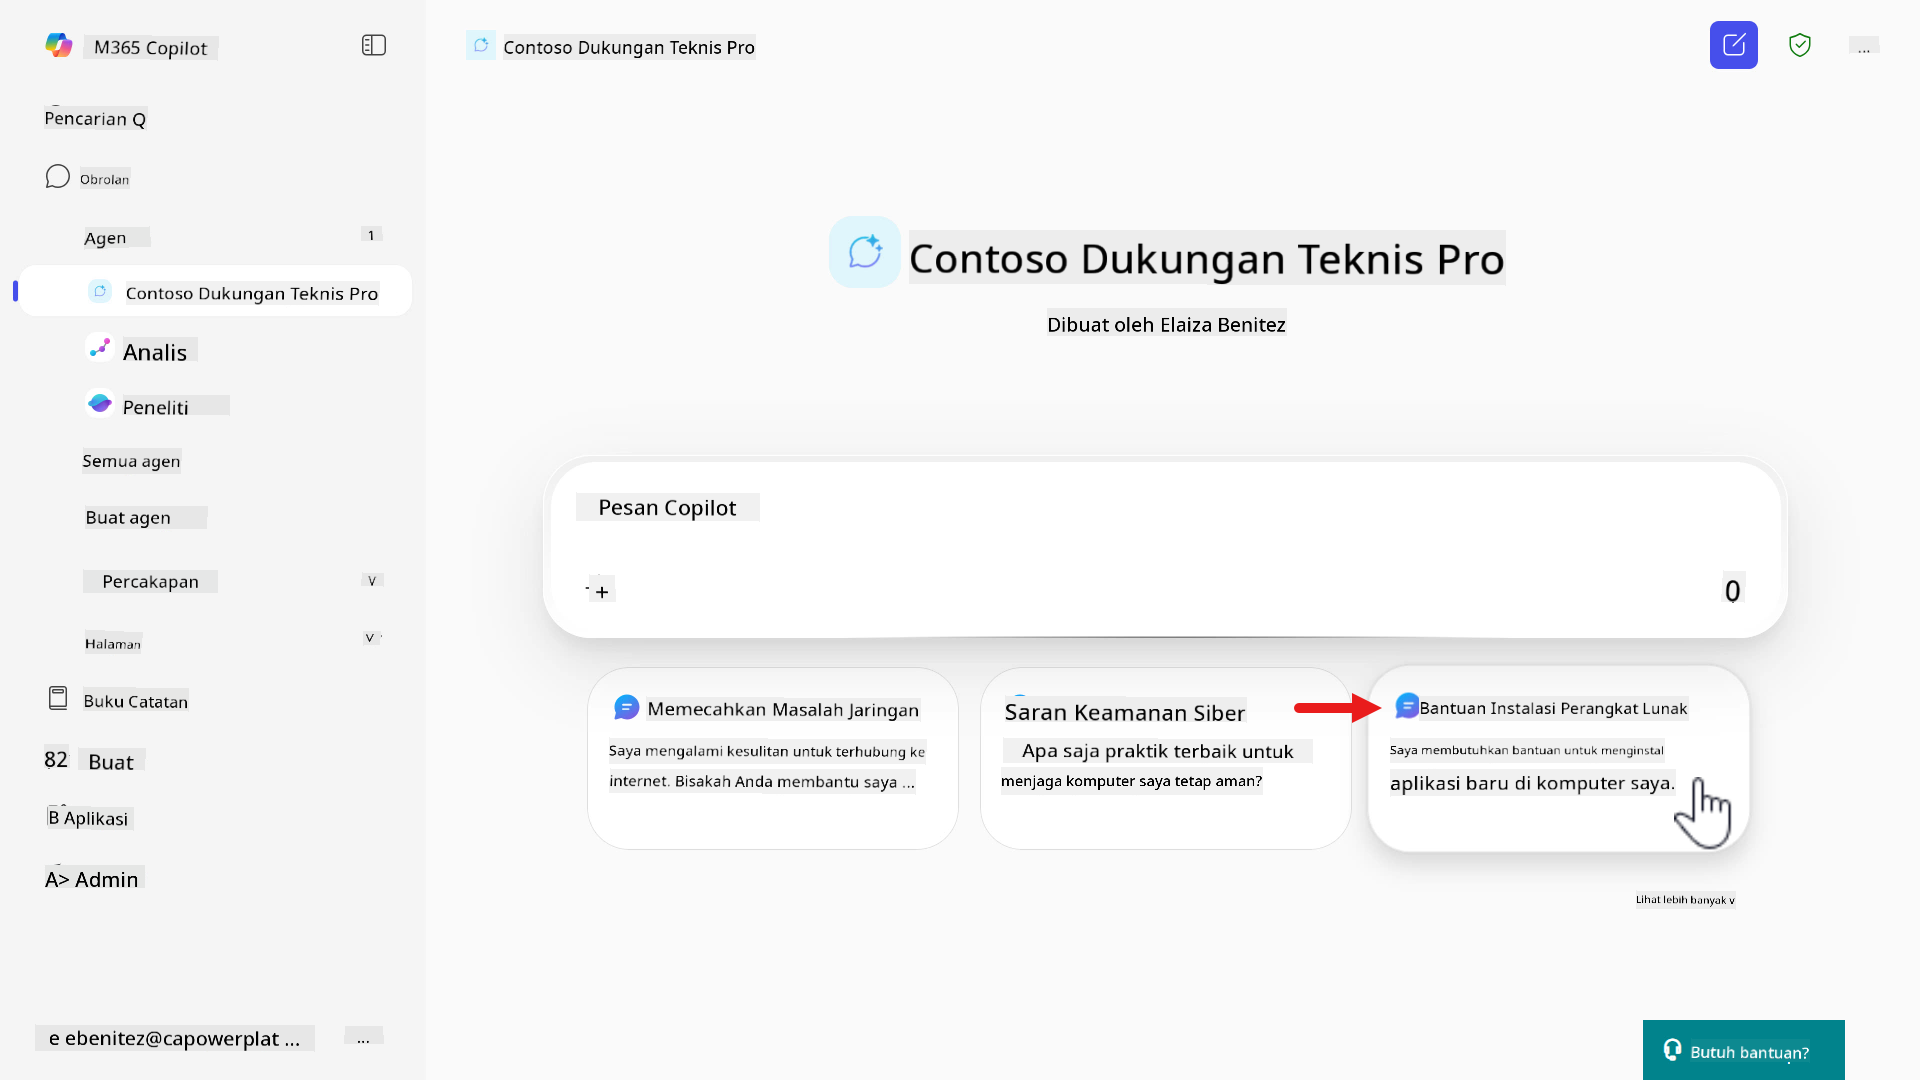 M365 Copilot
Pencarian Q
Obrolan
Agen
1
Contoso Dukungan Teknis Pro
Analis
Peneliti
Semua agen
Buat agen
Percakapan
V
Halaman
V
Buku Catatan
82 Buat
B Aplikasi
A> Admin
e ebenitez@capowerplat ...
...
Contoso Dukungan Teknis Pro
...
Contoso Dukungan Teknis Pro
Dibuat oleh Elaiza Benitez
Pesan Copilot
+
0
Memecahkan Masalah Jaringan
Saya mengalami kesulitan untuk terhubung ke
internet. Bisakah Anda membantu saya ...
Saran Keamanan Siber
Apa saja praktik terbaik untuk
menjaga komputer saya tetap aman?
Bantuan Instalasi Perangkat Lunak
Saya membutuhkan bantuan untuk menginstal
aplikasi baru di komputer saya.
Lihat lebih banyak v
Butuh bantuan?